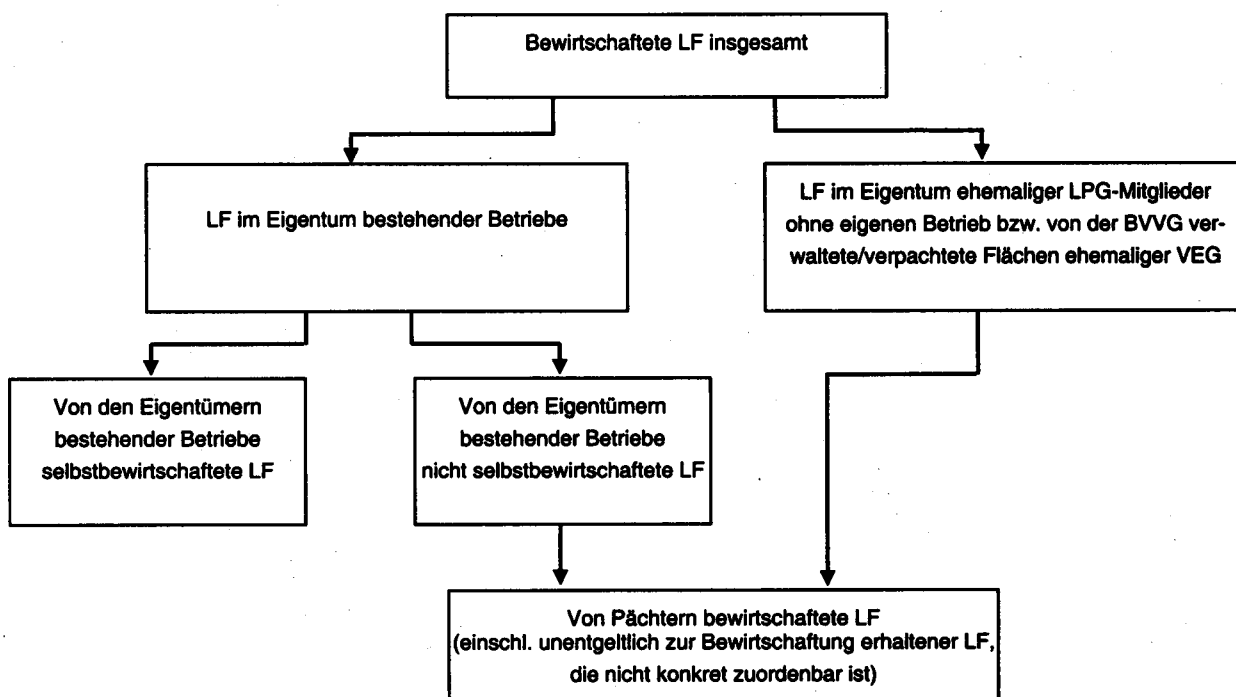 Bewirtschaftete LF insgesamt
LF im Eigentum bestehender Betriebe
LF im Eigentum ehemaliger LPG-Mitglieder
ohne eigenen Betrieb bzw. von der BVVG ver-
waltete/verpachtete Flächen ehemaliger VEG
Von den Eigentümern
bestehender Betriebe
selbstbewirtschaftete LF
Von den Eigentümern
bestehender Betriebe
nicht selbstbewirtschaftete LF
Von Pächtern bewirtschaftete LF
(einschl. unentgeltlich zur Bewirtschaftung erhaltener LF,
die nicht konkret zuordenbar ist)